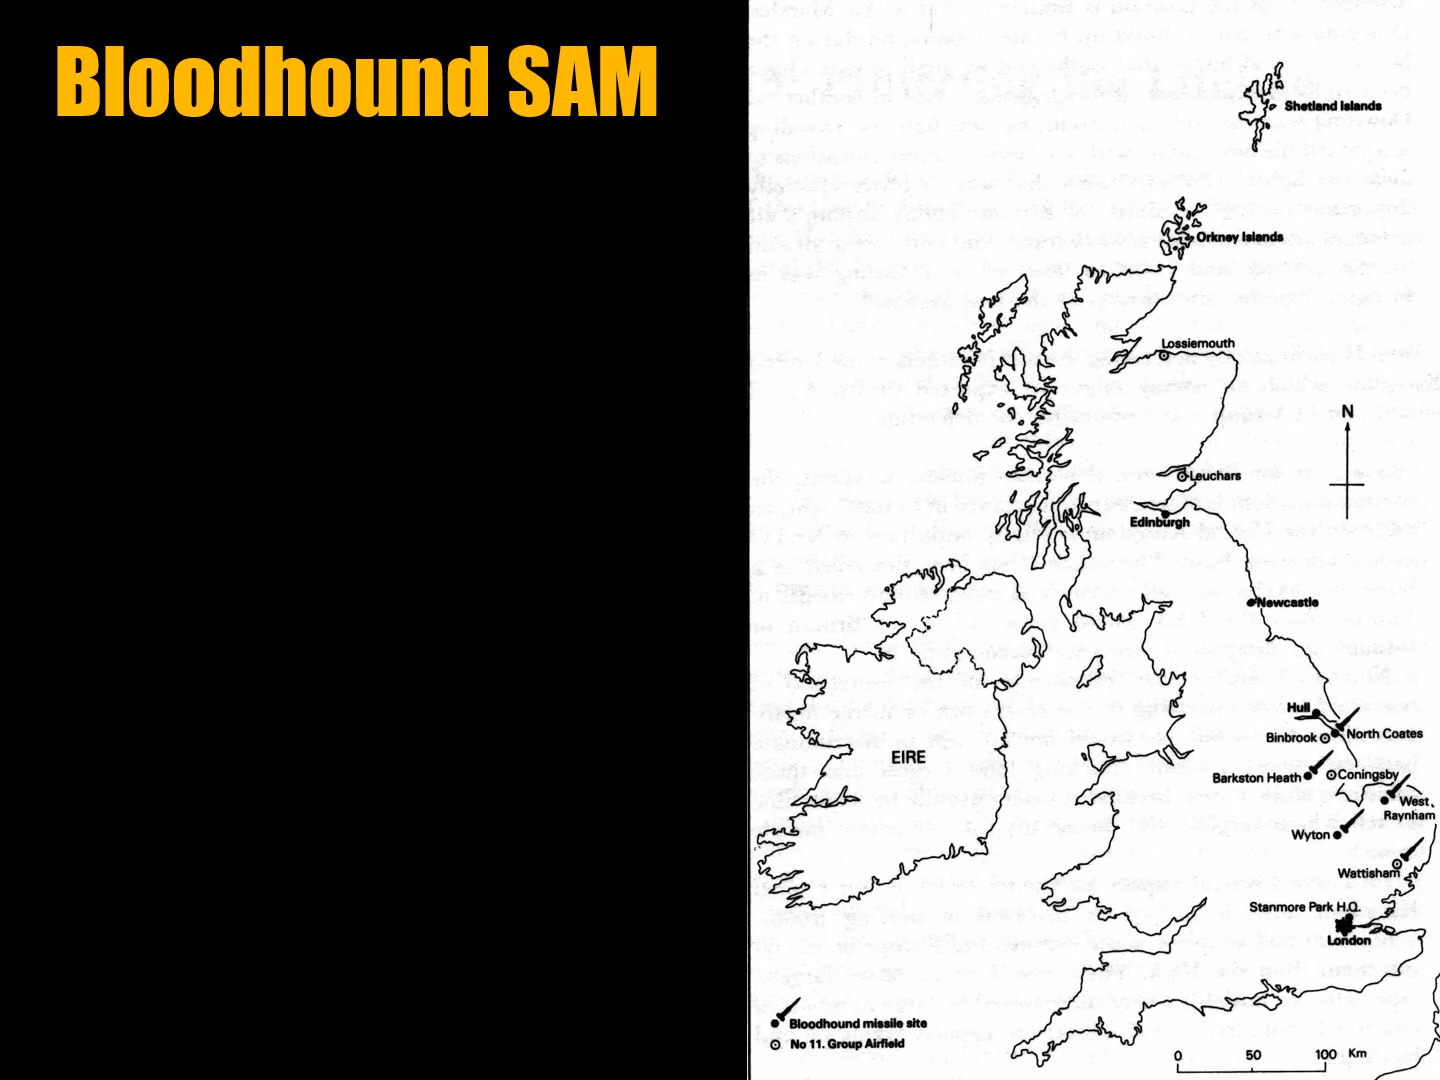 Bloodhound SAM
Shetland Islands
Orkney Islands
Lossiemouth
N
Leuchars
Edinburgh
Newcastle
Hull
North Coates
Binbrook
EIRE
Barkston Heath
Coningsby
West
Raynham
Wyton
Wattisham
Stanmore Park H.Q.
London
Bloodhound missile site
No 11. Group Airfield
0 50 100 Km